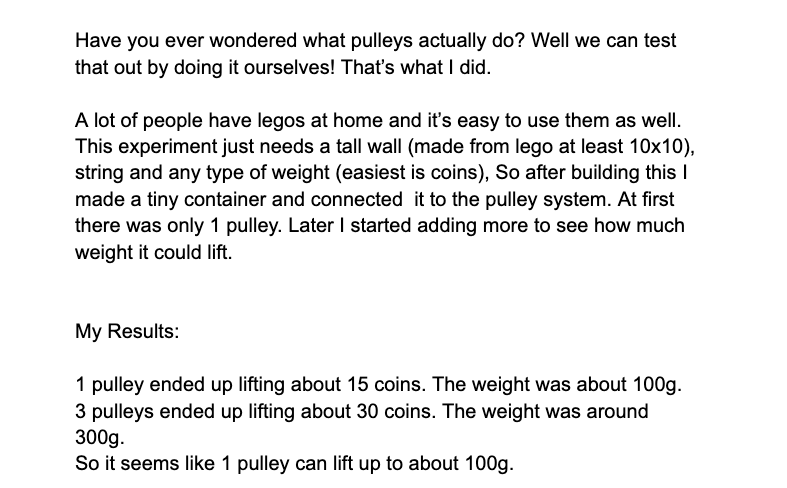 Have you ever wondered what pulleys actually do? Well we can test
that out by doing it ourselves! That’s what I did.
A lot of people have legos at home and it’s easy to use them as well.
This experiment just needs a tall wall (made from lego at least 10x10),
string and any type of weight (easiest is coins), So after building this I
made a tiny container and connected  it to the pulley system. At first
there was only 1 pulley. Later I started adding more to see how much
weight it could lift.
My Results:
1 pulley ended up lifting about 15 coins. The weight was about 100g.
3 pulleys ended up lifting about 30 coins. The weight was around
300g.
So it seems like 1 pulley can lift up to about 100g.